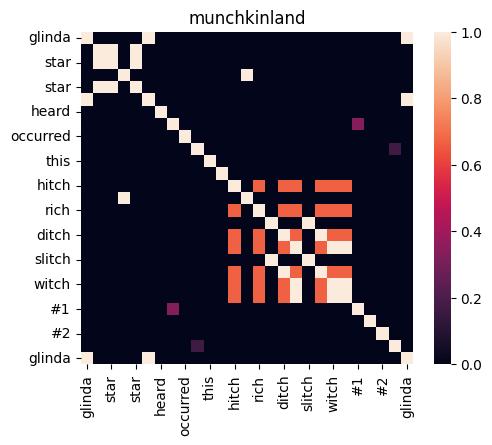 munchkinland
glinda
star
star
heard
occurred
this
hitch
rich
ditch
slitch
witch
#1
#2
glinda
1.0
0.8
0.6
0.4
0.2
0.0
glinda
star
star
heard
occurred
this
hitch
rich
ditch
slitch
witch
#1
#2
glinda